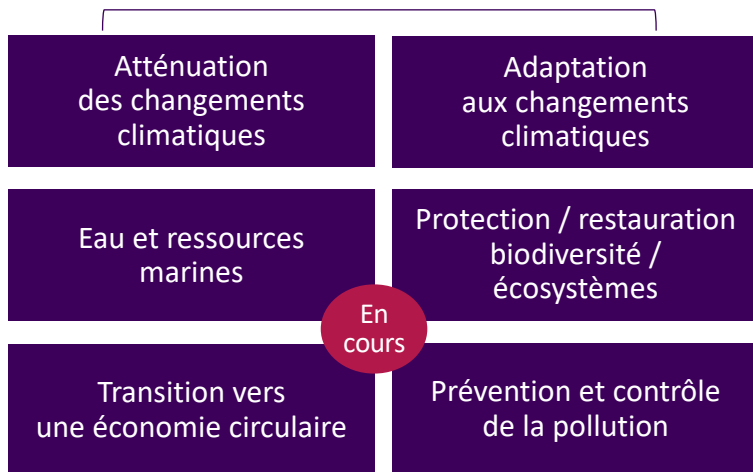 Atténuation
des changements
climatiques
Adaptation
aux changements
climatiques
Eau et ressources
marines
Protection / restauration
biodiversité /
écosystèmes
En
cours
Transition vers
une économie circulaire
Prévention et contrôle
de la pollution